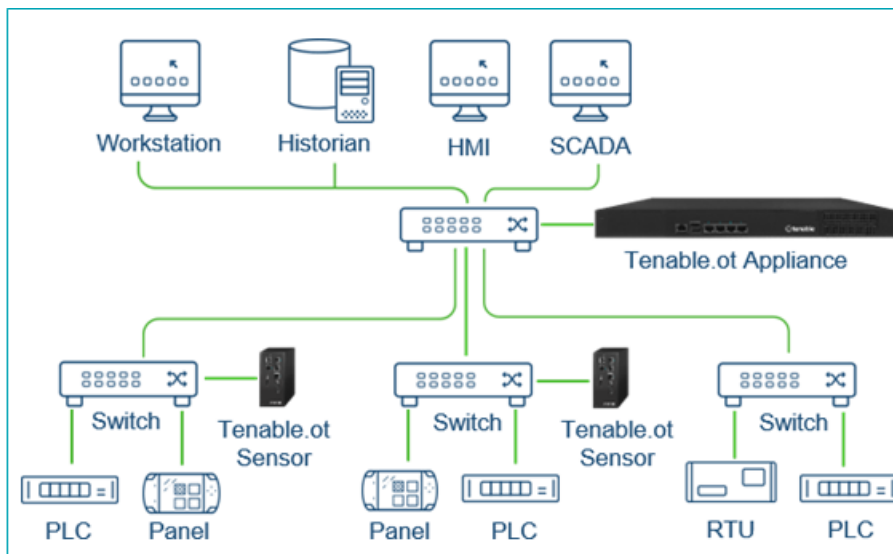 Workstation
Historian
HMI
SCADA
tenable
Tenable.ot Appliance
Switch
Tenable.ot
Sensor
Switch
Tenable.ot
Sensor
Switch
PLC
Panel
Panel
PLC
RTU
PLC